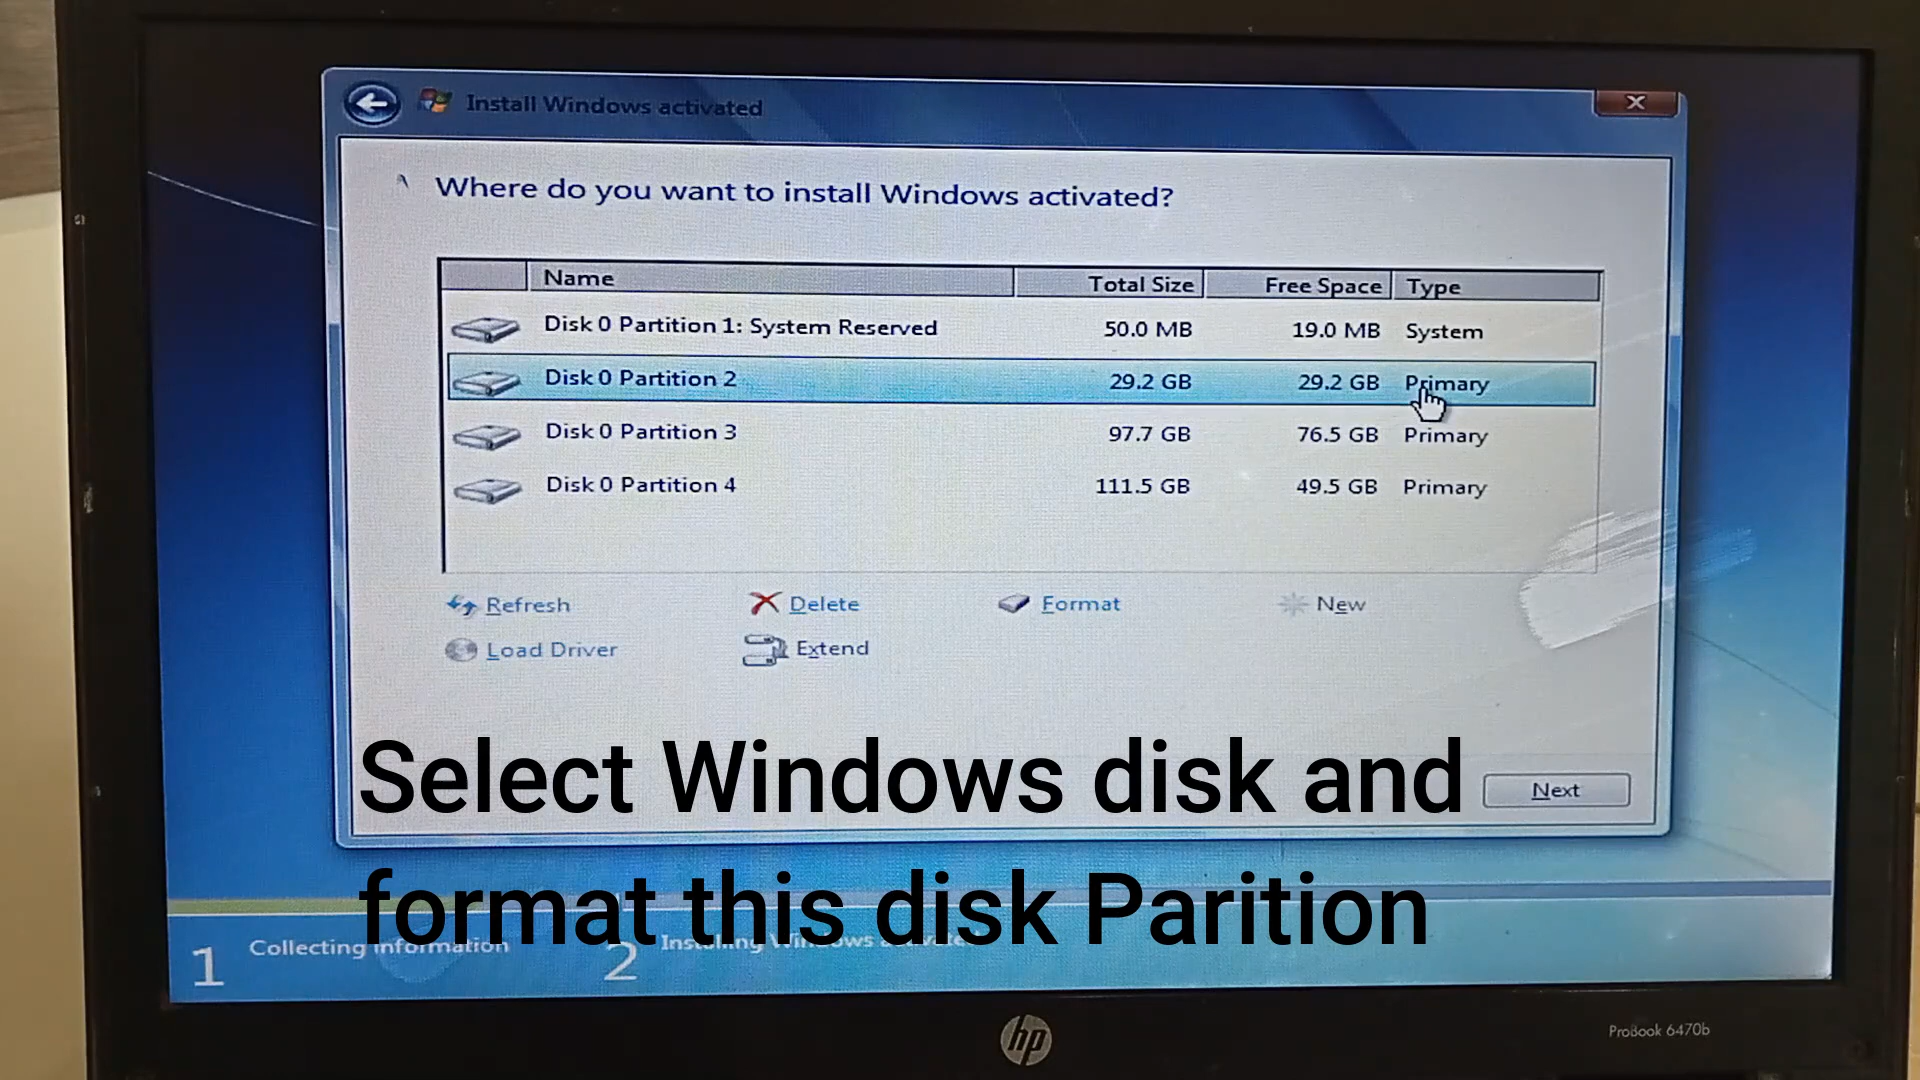 Install Windows activated
Where do you want to install Windows activated?
Name Total Size Free Space Type
Disk 0 Partition 1: System Reserved 50.0 MB 19.0 MB System
Disk 0 Partition 2 29.2 GB 29.2 GB Primary
Disk 0 Partition 3 97.7 GB 76.5 GB Primary
Disk 0 Partition 4 111.5 GB 49.5 GB Primary
Refresh Delete Format New
Load Driver Extend
Select Windows disk and
Next
format this disk Parition
1 Collecting information 2 Installing Windows activated
hp
ProBook 6470b